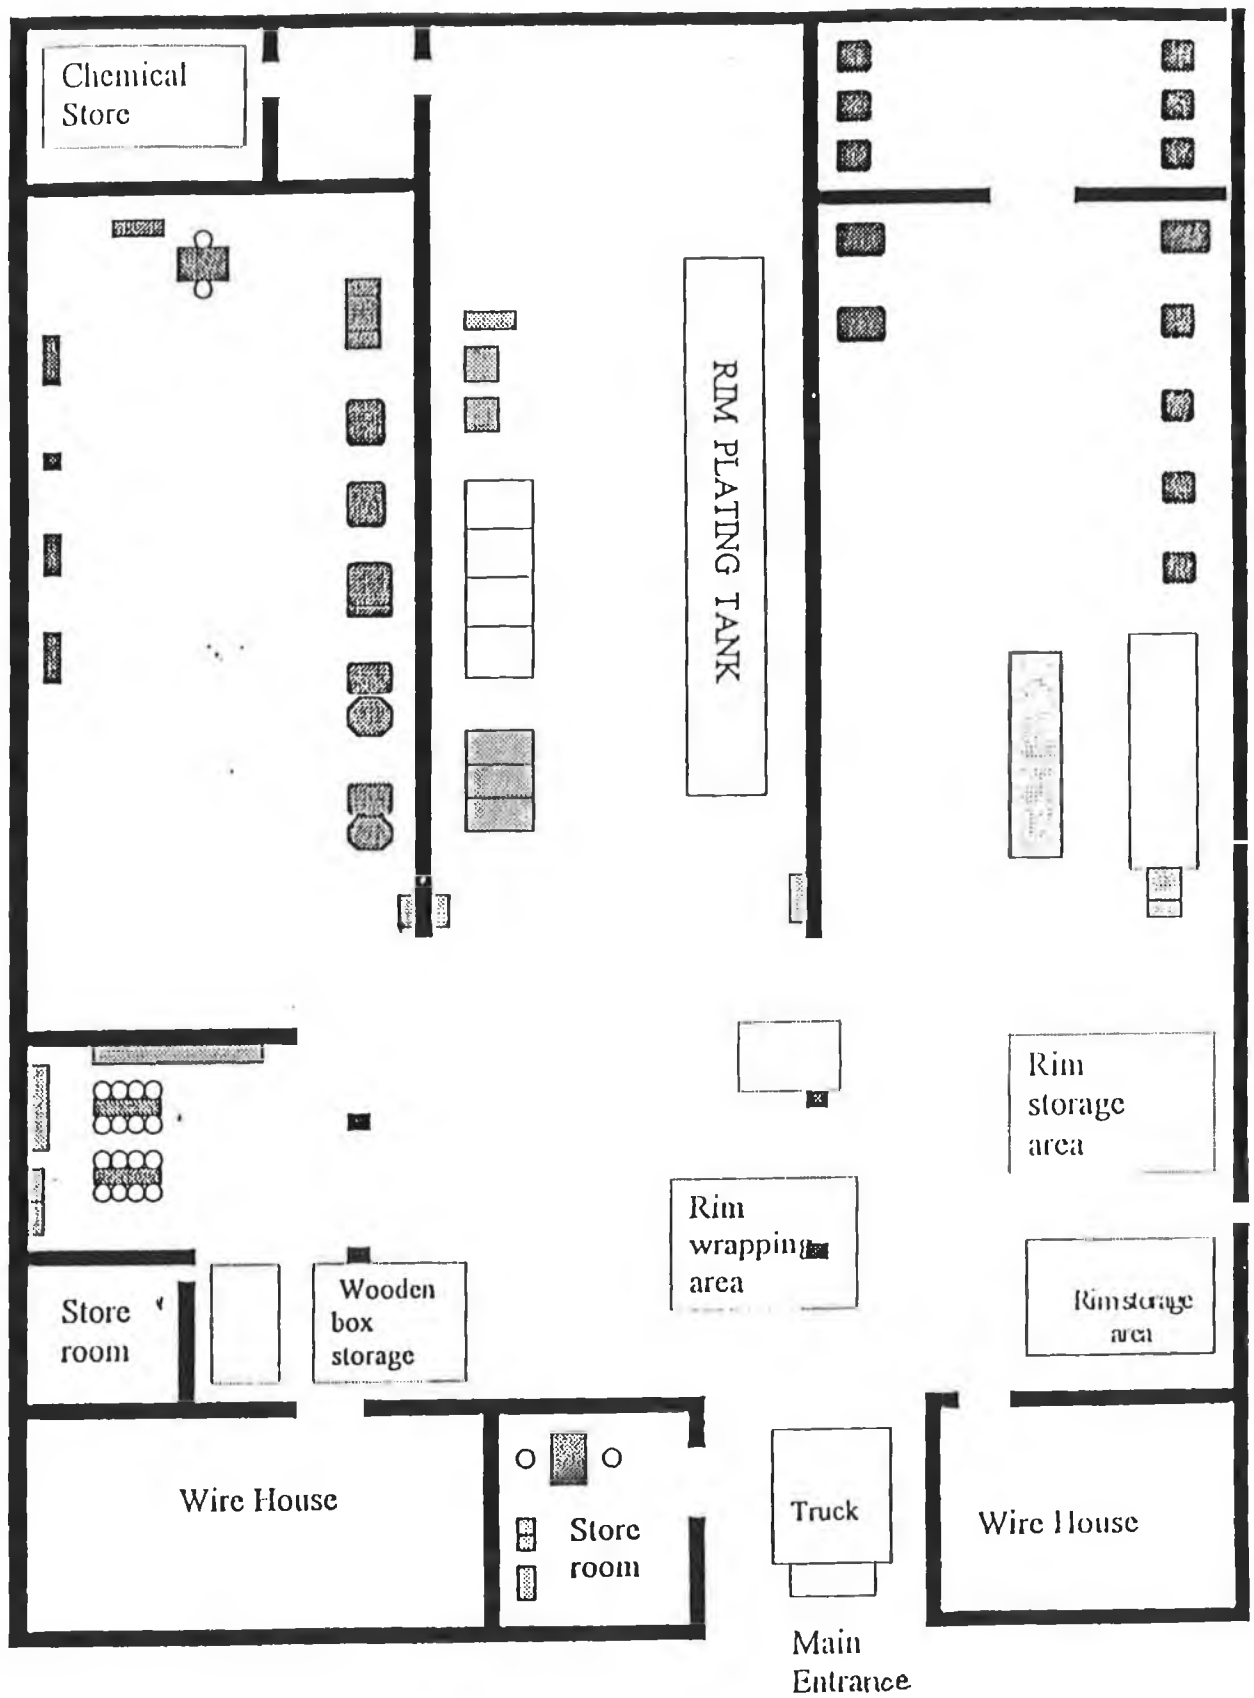 Chemical
Store
RIM PLATING TANK
Rim
storage
area
Rim
wrapping
area
Rim storage
area
Store
room
Wooden
box
storage
Wire House
Store
room
Truck
Wire House
Main
Entrance